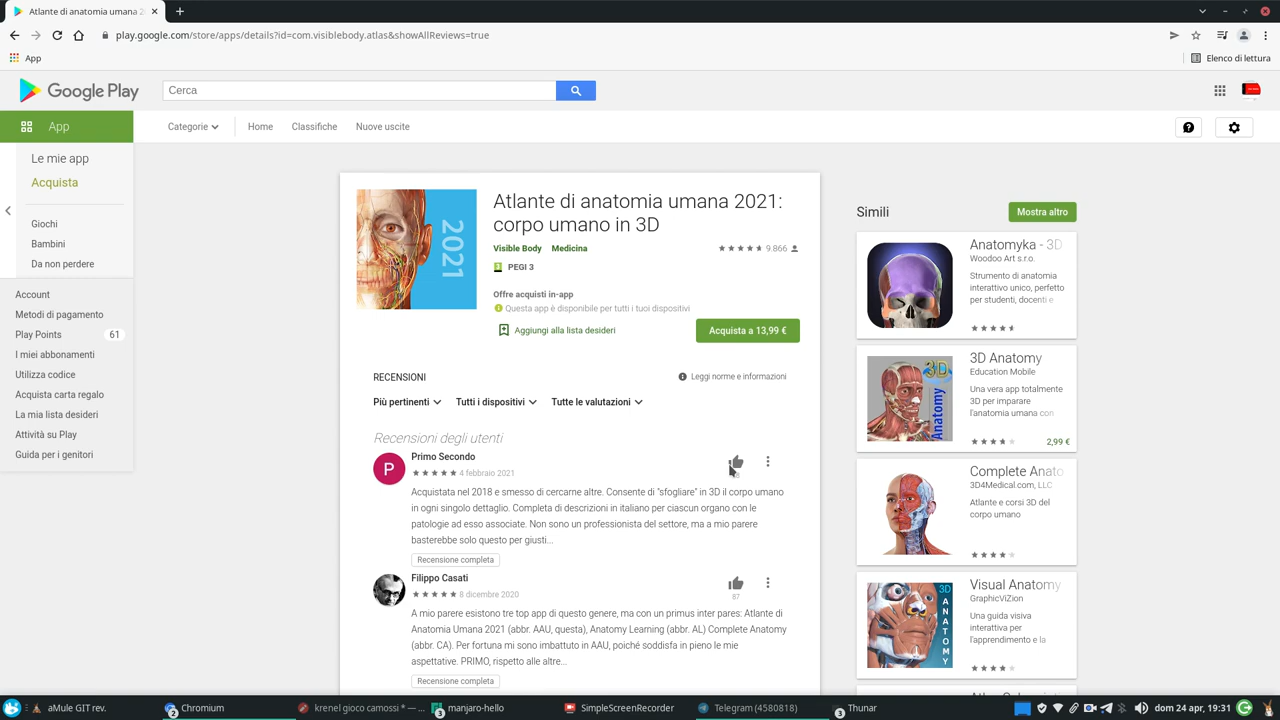 Atlante di anatomia umana 2
play.google.com/store/apps/details?id=com.visiblebody.atlas&showAllReviews=true
App
Elenco di lettura
Google Play
Cerca
App
Categorie
Home
Classifiche
Nuove uscite
Le mie app
Acquista
Giochi
Bambini
Da non perdere
Account
Metodi di pagamento
Play Points
61
I miei abbonamenti
Utilizza codice
Acquista carta regalo
La mia lista desideri
Attività su Play
Guida per i genitori
2021
Atlante di anatomia umana 2021:
corpo umano in 3D
Visible Body
Medicina
9.866
3
PEGI 3
Offre acquisti in-app
Questa app è disponibile per tutti i tuoi dispositivi
Aggiungi alla lista desideri
Acquista a 13,99 €
RECENSIONI
Leggi norme e informazioni
Più pertinenti
Tutti i dispositivi
Tutte le valutazioni
Recensioni degli utenti
P
Primo Secondo
4 febbraio 2021
Acquistata nel 2018 e smesso di cercarne altre. Consente di "sfogliare" in 3D il corpo umano
in ogni singolo dettaglio. Completa di descrizioni in italiano per ciascun organo con le
patologie ad esso associate. Non sono un professionista del settore, ma a mio parere
basterebbe solo questo per giusti...
Recensione completa
Filippo Casati
8 dicembre 2020
87
A mio parere esistono tre top app di questo genere, ma con un primus inter pares: Atlante di
Anatomia Umana 2021 (abbr. AAU, questa), Anatomy Learning (abbr. AL) Complete Anatomy
(abbr. CA). Per fortuna mi sono imbattuto in AAU, poiché soddisfa in pieno le mie
aspettative. PRIMO, rispetto alle altre...
Recensione completa
Simili
Mostra altro
Anatomyka - 3D
Woodoo Art s.r.o.
Strumento di anatomia
interattivo unico, perfetto
per studenti, docenti e
3D
Anatomy
3D Anatomy
Education Mobile
Una vera app totalmente
3D per imparare
l'anatomia umana con
2,99 €
Complete Anato
3D4Medical.com, LLC
Atlante e corsi 3D del
corpo umano
3D
ANATOMY
Visual Anatomy
GraphicViZion
Una guida visiva
interattiva per
l'apprendimento e la
aMule GIT rev.
2
Chromium
krenel gioco camossi * — ...
3
manjaro-hello
SimpleScreenRecorder
Telegram (4580818)
3
Thunar
dom 24 apr, 19:31